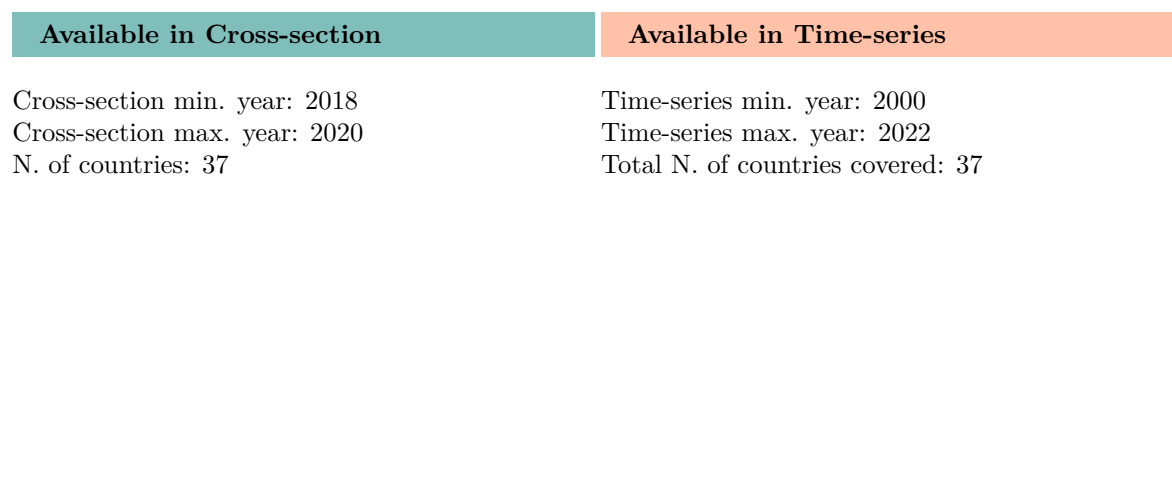 Available in Cross-section
Cross-section min. year: 2018
Cross-section max. year: 2020
N. of countries: 37
Available in Time-series
Time-series min. year: 2000
Time-series max. year: 2022
Total N. of countries covered: 37